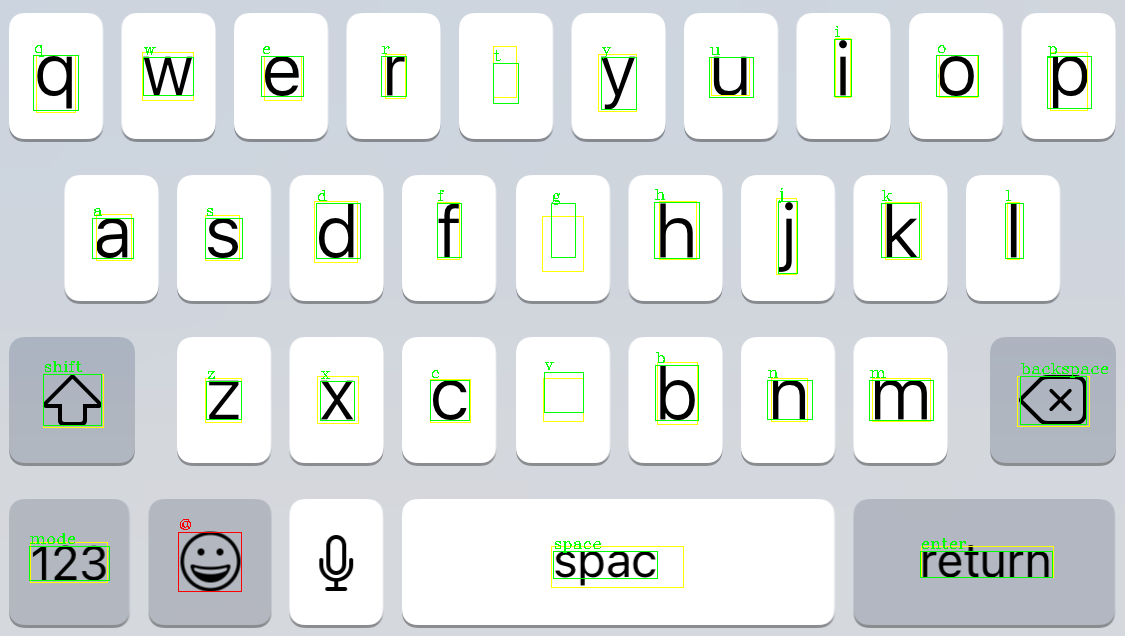 q w e r t y u i o p
q w e r y u i o p
a s d f g h j k l
a s d f h j k l
shift z x c v b n m backspace
z x c b n m
mode @ space enter
123 spac return